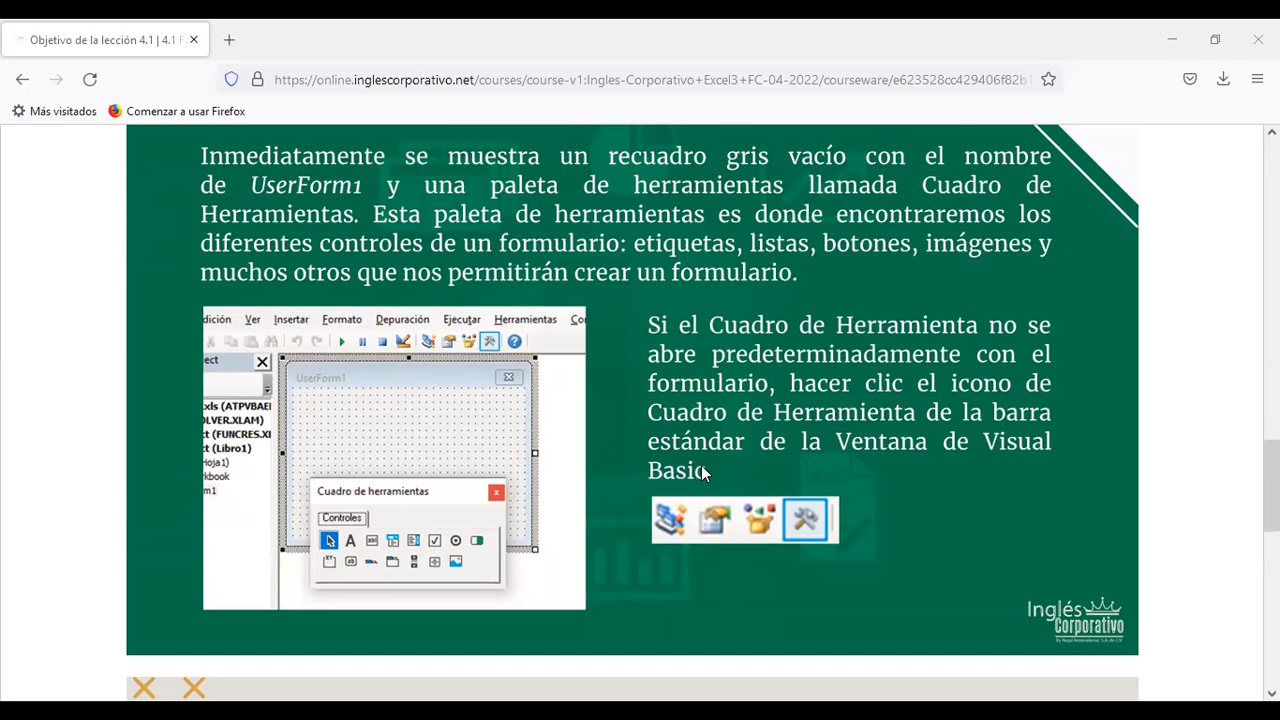 Objetivo de la lección 4.1 | 4.1 F
https://online.inglescorporativo.net/courses/course-v1:Ingles-Corporativo+Excel3+FC-04-2022/courseware/e623528cc429406f82b1
Más visitados
Comenzar a usar Firefox
Inmediatamente se muestra un recuadro gris vacío con el nombre
de UserForm1 y una paleta de herramientas llamada Cuadro de
Herramientas. Esta paleta de herramientas es donde encontraremos los
diferentes controles de un formulario: etiquetas, listas, botones, imágenes y
muchos otros que nos permitirán crear un formulario.
dición Ver Insertar Formato Depuración Ejecutar Herramientas Co
ect
UserForm1
.xls (ATPVBAE
OLVER.XLAM)
ct (FUNCRES.XI
ct (Libro1)
Hoja1)
rkbook
m1
Cuadro de herramientas
Controles
Si el Cuadro de Herramienta no se
abre predeterminadamente con el
formulario, hacer clic el icono de
Cuadro de Herramienta de la barra
estándar de la Ventana de Visual
Basic
Inglés
Corporativo